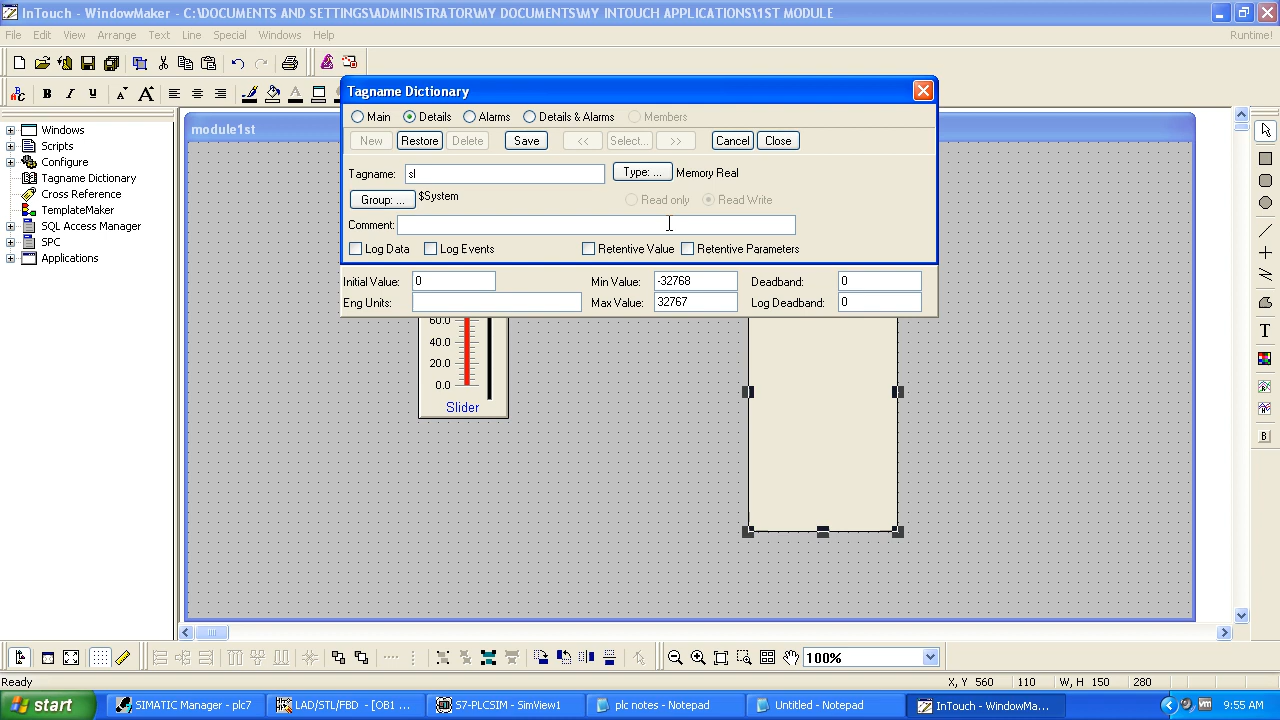 InTouch - WindowMaker - C:\DOCUMENTS AND SETTINGS\ADMINISTRATOR\MY DOCUMENTS\MY INTOUCH APPLICATIONS\1ST MODULE
File Edit View Arrange Text Line Special Windows Help Runtime!
module1st
Windows
Scripts
Configure
Tagname Dictionary
Cross Reference
TemplateMaker
SQL Access Manager
SPC
Applications
Tagname Dictionary
Main Details Alarms Details & Alarms Members
New Restore Delete Save << Select... >> Cancel Close
Tagname: sl Type: ... Memory Real
Group: ... $System Read only Read Write
Comment:
Log Data Log Events Retentive Value Retentive Parameters
Initial Value: 0 Min Value: -32768 Deadband: 0
Eng Units: Max Value: 32767 Log Deadband: 0
60.0
40.0
20.0
0.0
Slider
100%
Ready X, Y 560 110 W, H 150 280
start SIMATIC Manager - plc7 LAD/STL/FBD - [OB1 ... S7-PLCSIM - SimView1 plc notes - Notepad Untitled - Notepad InTouch - WindowMa... 9:55 AM